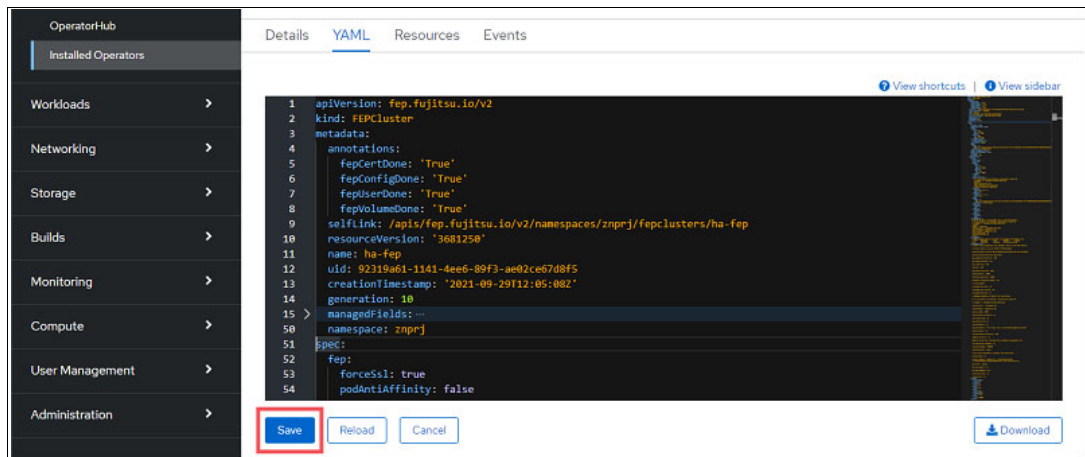 OperatorHub
Installed Operators
Workloads
Networking
Storage
Builds
Monitoring
Compute
User Management
Administration
Details YAML Resources Events
View shortcuts | View sidebar
1 apiVersion: fep.fujitsu.io/v2
2 kind: FEPCluster
3 metadata:
4 annotations:
5 fepCertDone: 'True'
6 fepConfigDone: 'True'
7 fepUserDone: 'True'
8 fepVolumeDone: 'True'
9 selfLink: /apis/fep.fujitsu.io/v2/namespaces/znprj/fepclusters/ha-fep
10 resourceVersion: '3681250'
11 name: ha-fep
12 uid: 92319a61-1141-4ee6-89f3-ae02ce67d8f5
13 creationTimestamp: '2021-09-29T12:05:08Z'
14 generation: 10
15 managedFields: ...
50 namespace: znprj
51 spec:
52 fep:
53 forceSsl: true
54 podAntiAffinity: false
Save Reload Cancel Download